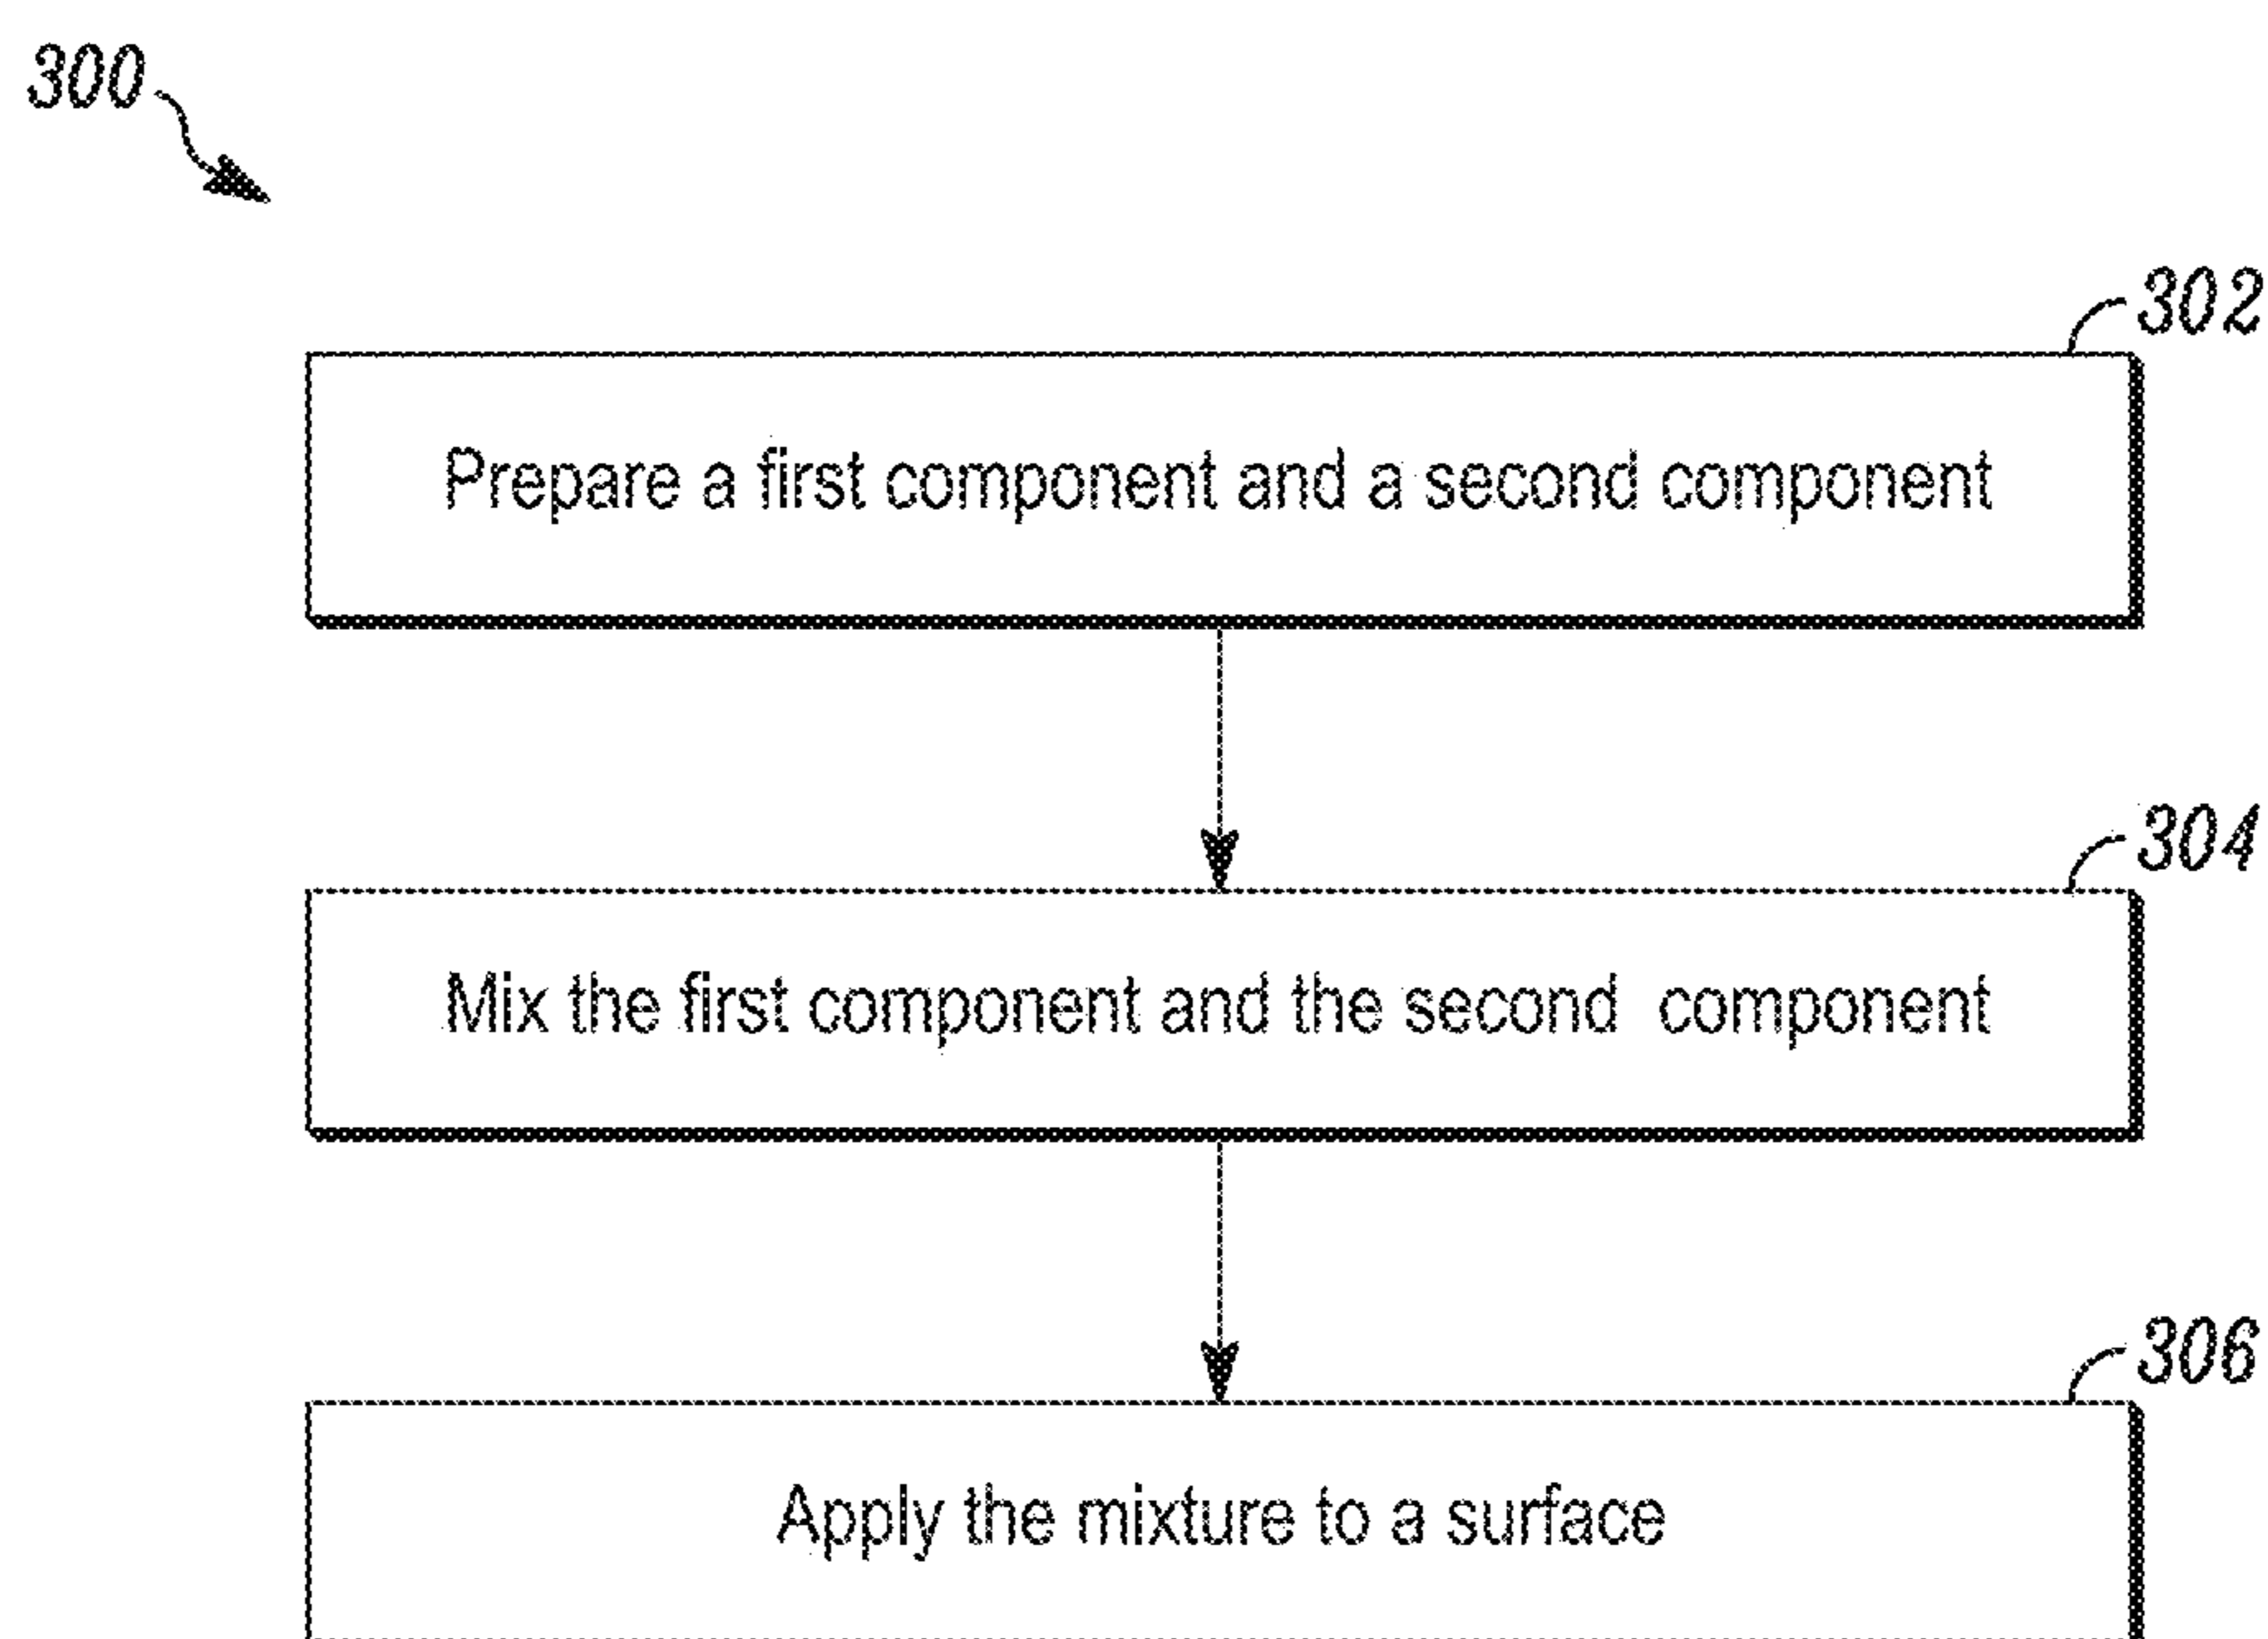 300
302
Prepare a first component and a second component
304
Mix the first component and the second component
306
Apply the mixture to a surface